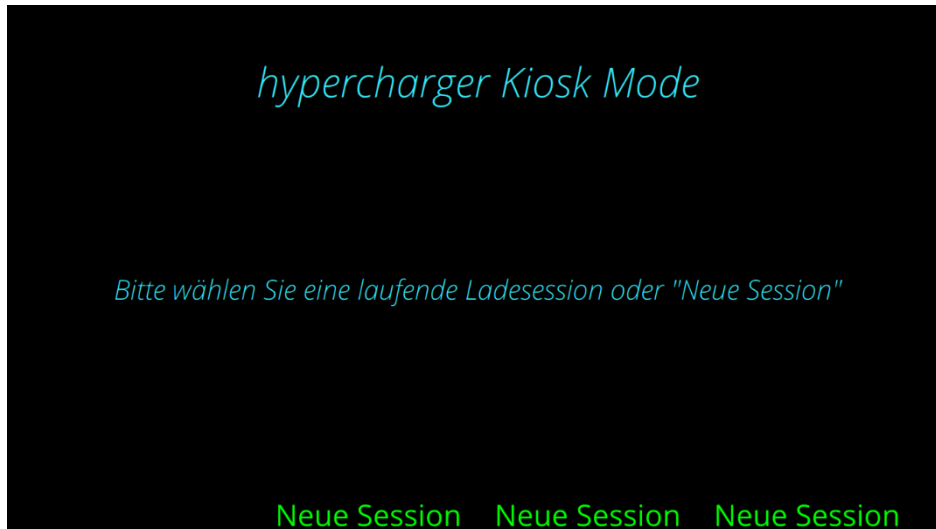 hypercharger Kiosk Mode
Bitte wählen Sie eine laufende Ladesession oder "Neue Session"
Neue Session Neue Session Neue Session